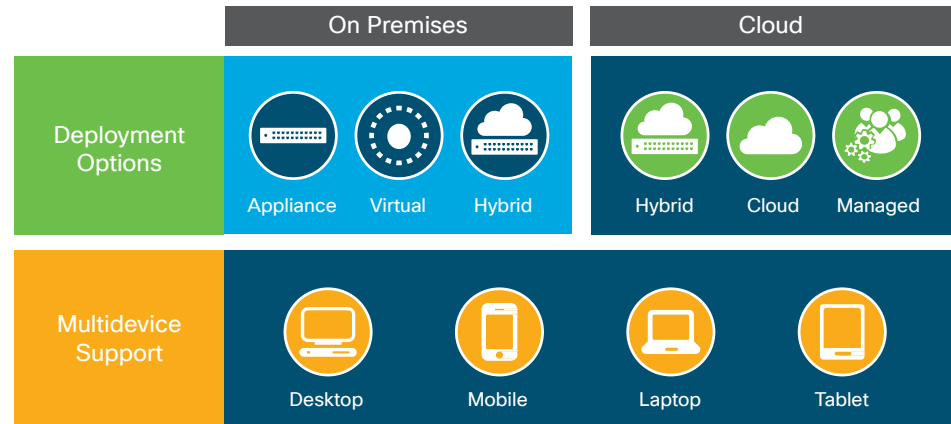 On Premises
Cloud
Deployment
Options
Appliance
Virtual
Hybrid
Hybrid
Cloud
Managed
Multidevice
Support
Desktop
Mobile
Laptop
Tablet